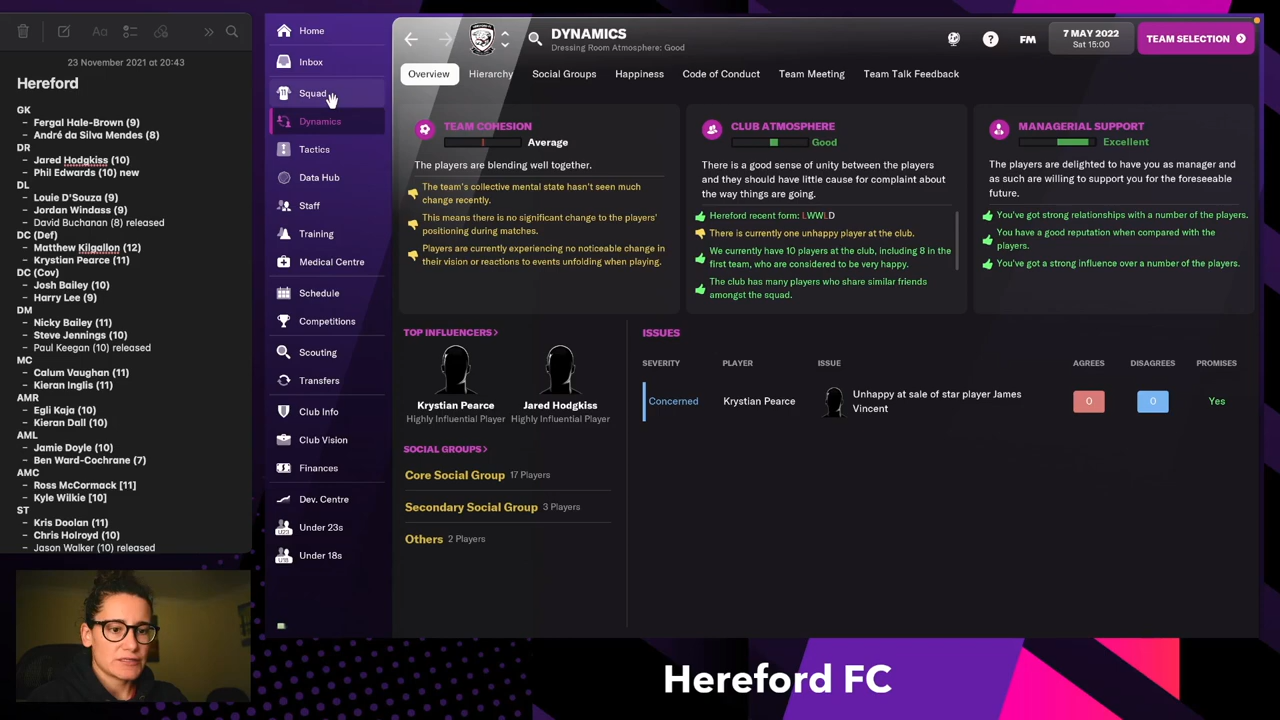 23 November 2021 at 20:43
Hereford
GK
– Fergal Hale-Brown (9)
– André da Silva Mendes (8)
DR
– Jared Hodgkiss (10)
– Phil Edwards (10) new
DL
– Louie D'Souza (9)
– Jordan Windass (9)
– David Buchanan (8) released
DC (Def)
– Matthew Kilgallon (12)
– Krystian Pearce (11)
DC (Cov)
– Josh Bailey (10)
– Harry Lee (9)
DM
– Nicky Bailey (11)
– Steve Jennings (10)
– Paul Keegan (10) released
MC
– Calum Vaughan (11)
– Kieran Inglis (11)
AMR
– Egli Kaja (10)
– Kieran Dall (10)
AML
– Jamie Doyle (10)
– Ben Ward-Cochrane (7)
AMC
– Ross McCormack [11]
– Kyle Wilkie [10]
ST
– Kris Doolan (11)
– Chris Holroyd (10)
– Jason Walker (10) released
Home
Inbox
Squad
Dynamics
Tactics
Data Hub
Staff
Training
Medical Centre
Schedule
Competitions
Scouting
Transfers
Club Info
Club Vision
Finances
Dev. Centre
Under 23s
Under 18s
DYNAMICS
Dressing Room Atmosphere: Good
FM
7 MAY 2022
Sat 15:00
TEAM SELECTION
Overview Hierarchy Social Groups Happiness Code of Conduct Team Meeting Team Talk Feedback
TEAM COHESION
Average
The players are blending well together.
The team's collective mental state hasn't seen much
change recently.
This means there is no significant change to the players'
positioning during matches.
Players are currently experiencing no noticeable change in
their vision or reactions to events unfolding when playing.
CLUB ATMOSPHERE
Good
There is a good sense of unity between the players
and they should have little cause for complaint about
the way things are going.
Hereford recent form: LWWLD
There is currently one unhappy player at the club.
We currently have 10 players at the club, including 8 in the
first team, who are considered to be very happy.
The club has many players who share similar friends
amongst the squad.
MANAGERIAL SUPPORT
Excellent
The players are delighted to have you as manager and
as such are willing to support you for the foreseeable
future.
You've got strong relationships with a number of the players.
You have a good reputation when compared with the
players.
You've got a strong influence over a number of the players.
TOP INFLUENCERS
Krystian Pearce
Highly Influential Player
Jared Hodgkiss
Highly Influential Player
SOCIAL GROUPS
Core Social Group 17 Players
Secondary Social Group 3 Players
Others 2 Players
ISSUES
SEVERITY PLAYER ISSUE AGREES DISAGREES PROMISES
Concerned Krystian Pearce Unhappy at sale of star player James
Vincent 0 0 Yes
Hereford FC